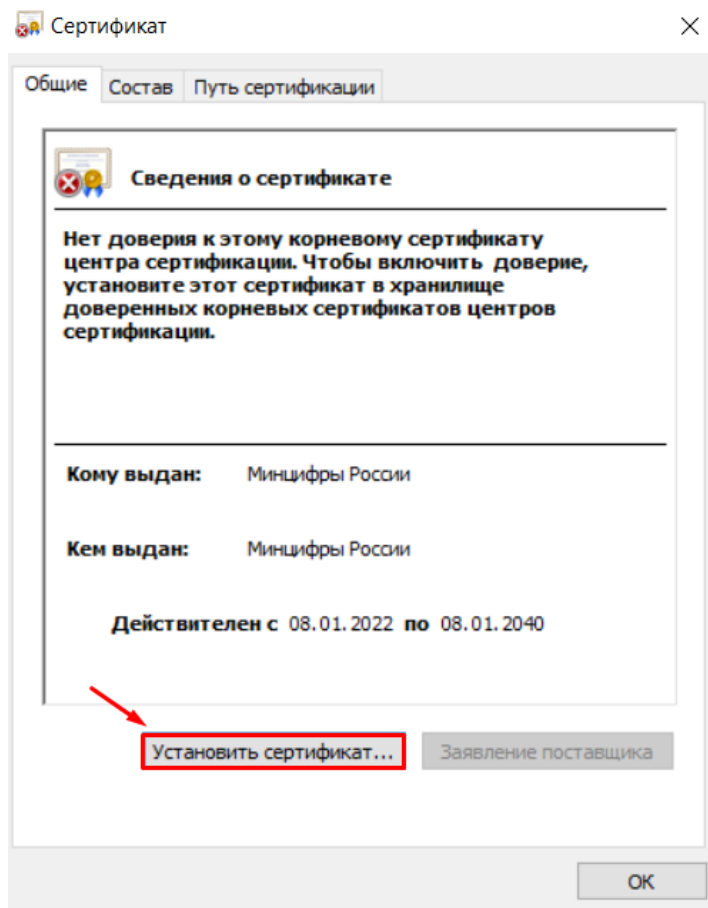 Сертификат
Общие Состав Путь сертификации
Сведения о сертификате
Нет доверия к этому корневому сертификату
центра сертификации. Чтобы включить доверие,
установите этот сертификат в хранилище
доверенных корневых сертификатов центров
сертификации.
Кому выдан: Минцифры России
Кем выдан: Минцифры России
Действителен с 08.01.2022 по 08.01.2040
Установить сертификат... Заявление поставщика
ОК